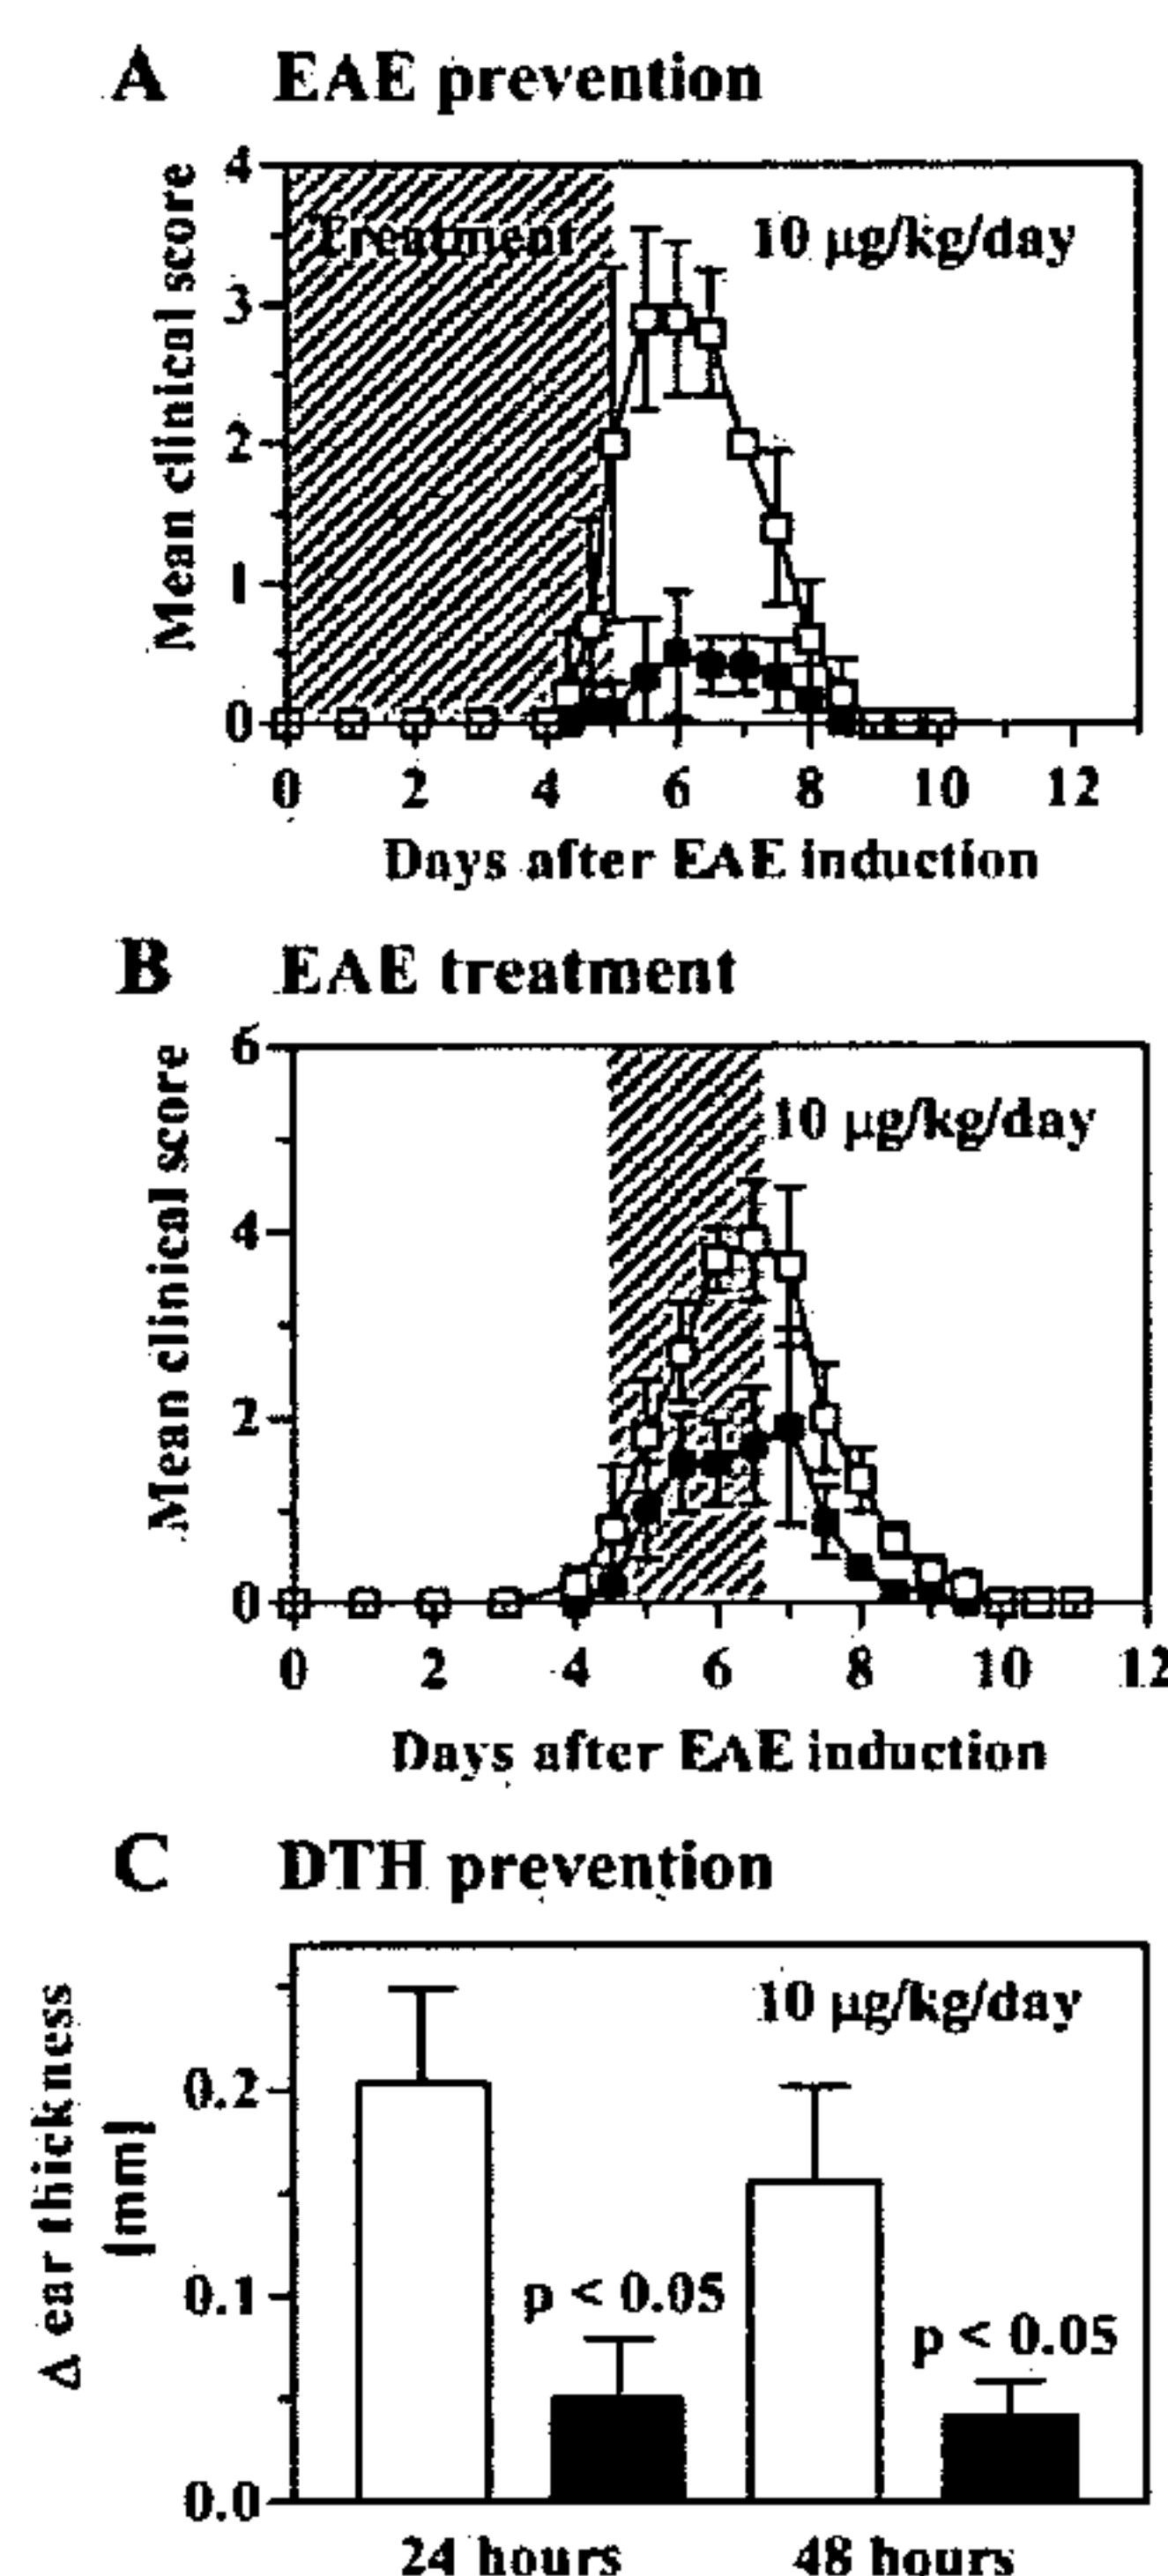 A EAE prevention
4
Treatment 10 µg/kg/day
3
2
1
0
Mean clinical score
0 2 4 6 8 10 12
Days after EAE induction
B EAE treatment
6
10 µg/kg/day
4
2
0
Mean clinical score
0 2 4 6 8 10 12
Days after EAE induction
C DTH prevention
10 µg/kg/day
0.2
0.1
0.0
Δ ear thickness
[mm]
p < 0.05
p < 0.05
24 hours 48 hours